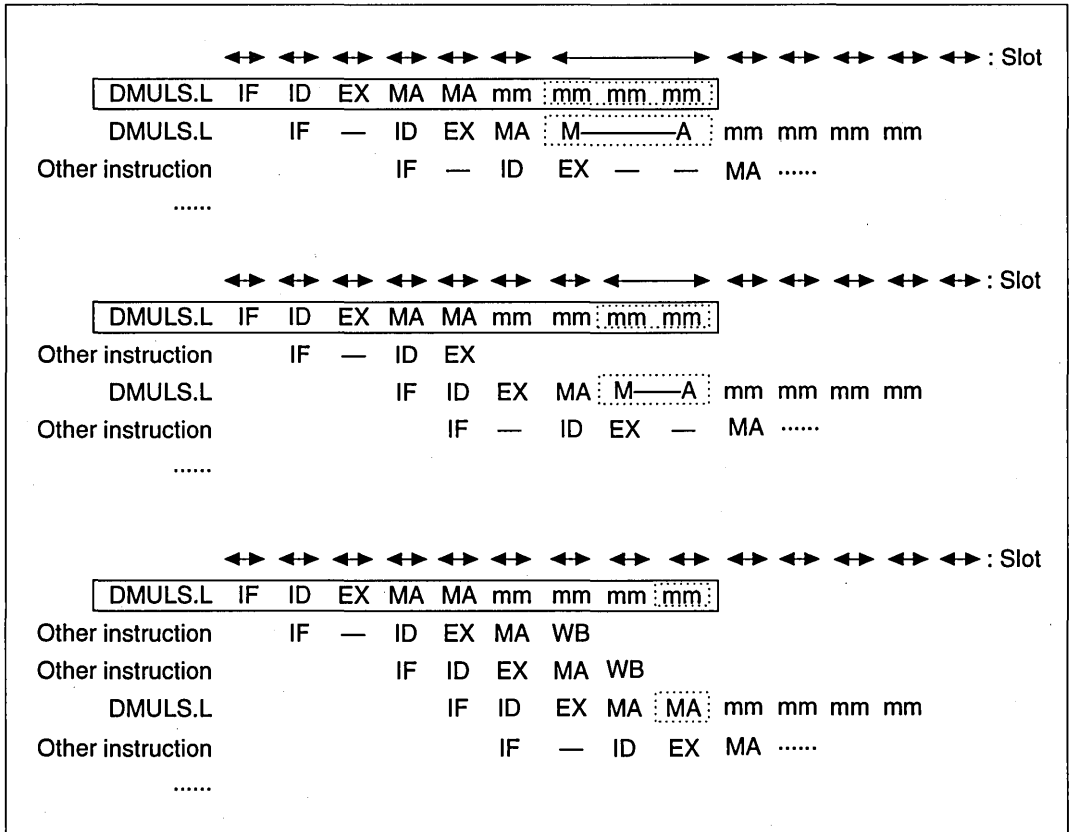 : Slot
DMULS.L IF ID EX MA MA mm mm mm mm
DMULS.L IF — ID EX MA M——A mm mm mm mm
Other instruction IF — ID EX — — MA ······
······
: Slot
DMULS.L IF ID EX MA MA mm mm mm mm
Other instruction IF — ID EX
DMULS.L IF ID EX MA M——A mm mm mm mm
Other instruction IF — ID EX — MA ······
······
: Slot
DMULS.L IF ID EX MA MA mm mm mm mm
Other instruction IF — ID EX MA WB
Other instruction IF ID EX MA WB
DMULS.L IF ID EX MA MA mm mm mm mm
Other instruction IF — ID EX MA ······
······